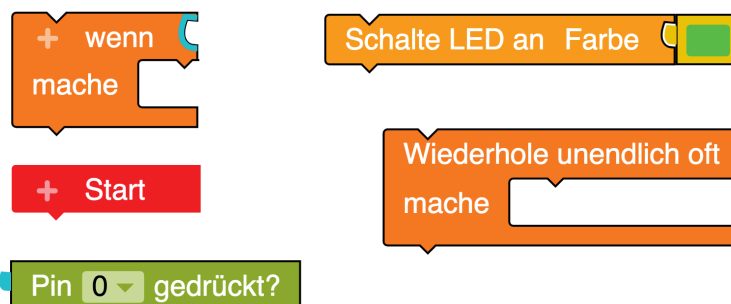 + wenn
mache
Schalte LED an Farbe
Wiederhole unendlich oft
mache
+ Start
Pin 0 gedrückt?